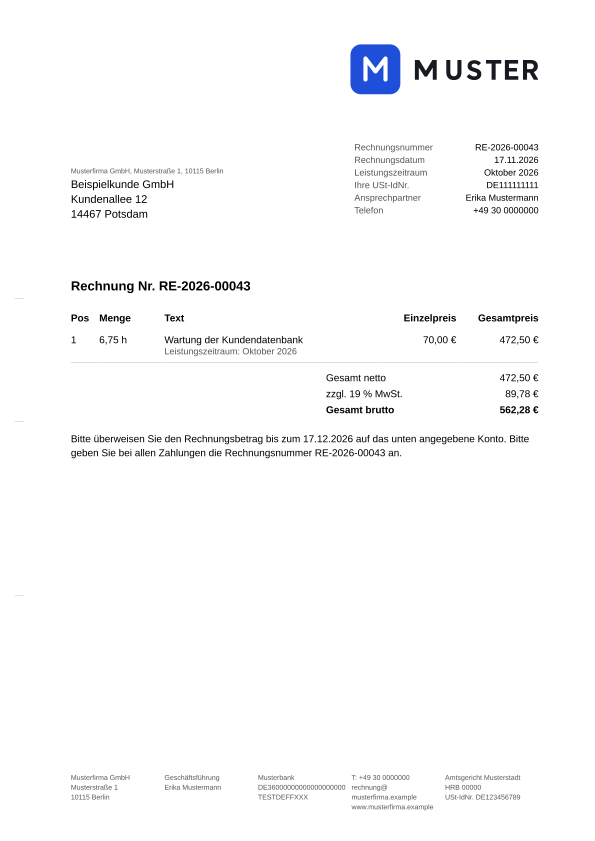 M MUSTER
Rechnungsnummer RE-2026-00043
Rechnungsdatum 17.11.2026
Leistungszeitraum Oktober 2026
Ihre USt-IdNr. DE111111111
Ansprechpartner Erika Mustermann
Telefon +49 30 0000000
Musterfirma GmbH, Musterstraße 1, 10115 Berlin
Beispielkunde GmbH
Kundenallee 12
14467 Potsdam
Rechnung Nr. RE-2026-00043
Pos Menge Text Einzelpreis Gesamtpreis
1 6,75 h Wartung der Kundendatenbank 70,00 € 472,50 €
Leistungszeitraum: Oktober 2026
Gesamt netto 472,50 €
zzgl. 19 % MwSt. 89,78 €
Gesamt brutto 562,28 €
Bitte überweisen Sie den Rechnungsbetrag bis zum 17.12.2026 auf das unten angegebene Konto. Bitte
geben Sie bei allen Zahlungen die Rechnungsnummer RE-2026-00043 an.
Musterfirma GmbH
Musterstraße 1
10115 Berlin
Geschäftsführung
Erika Mustermann
Musterbank
DE36000000000000000000
TESTDEFFXXX
T: +49 30 0000000
rechnung@
musterfirma.example
www.musterfirma.example
Amtsgericht Musterstadt
HRB 00000
USt-IdNr. DE123456789